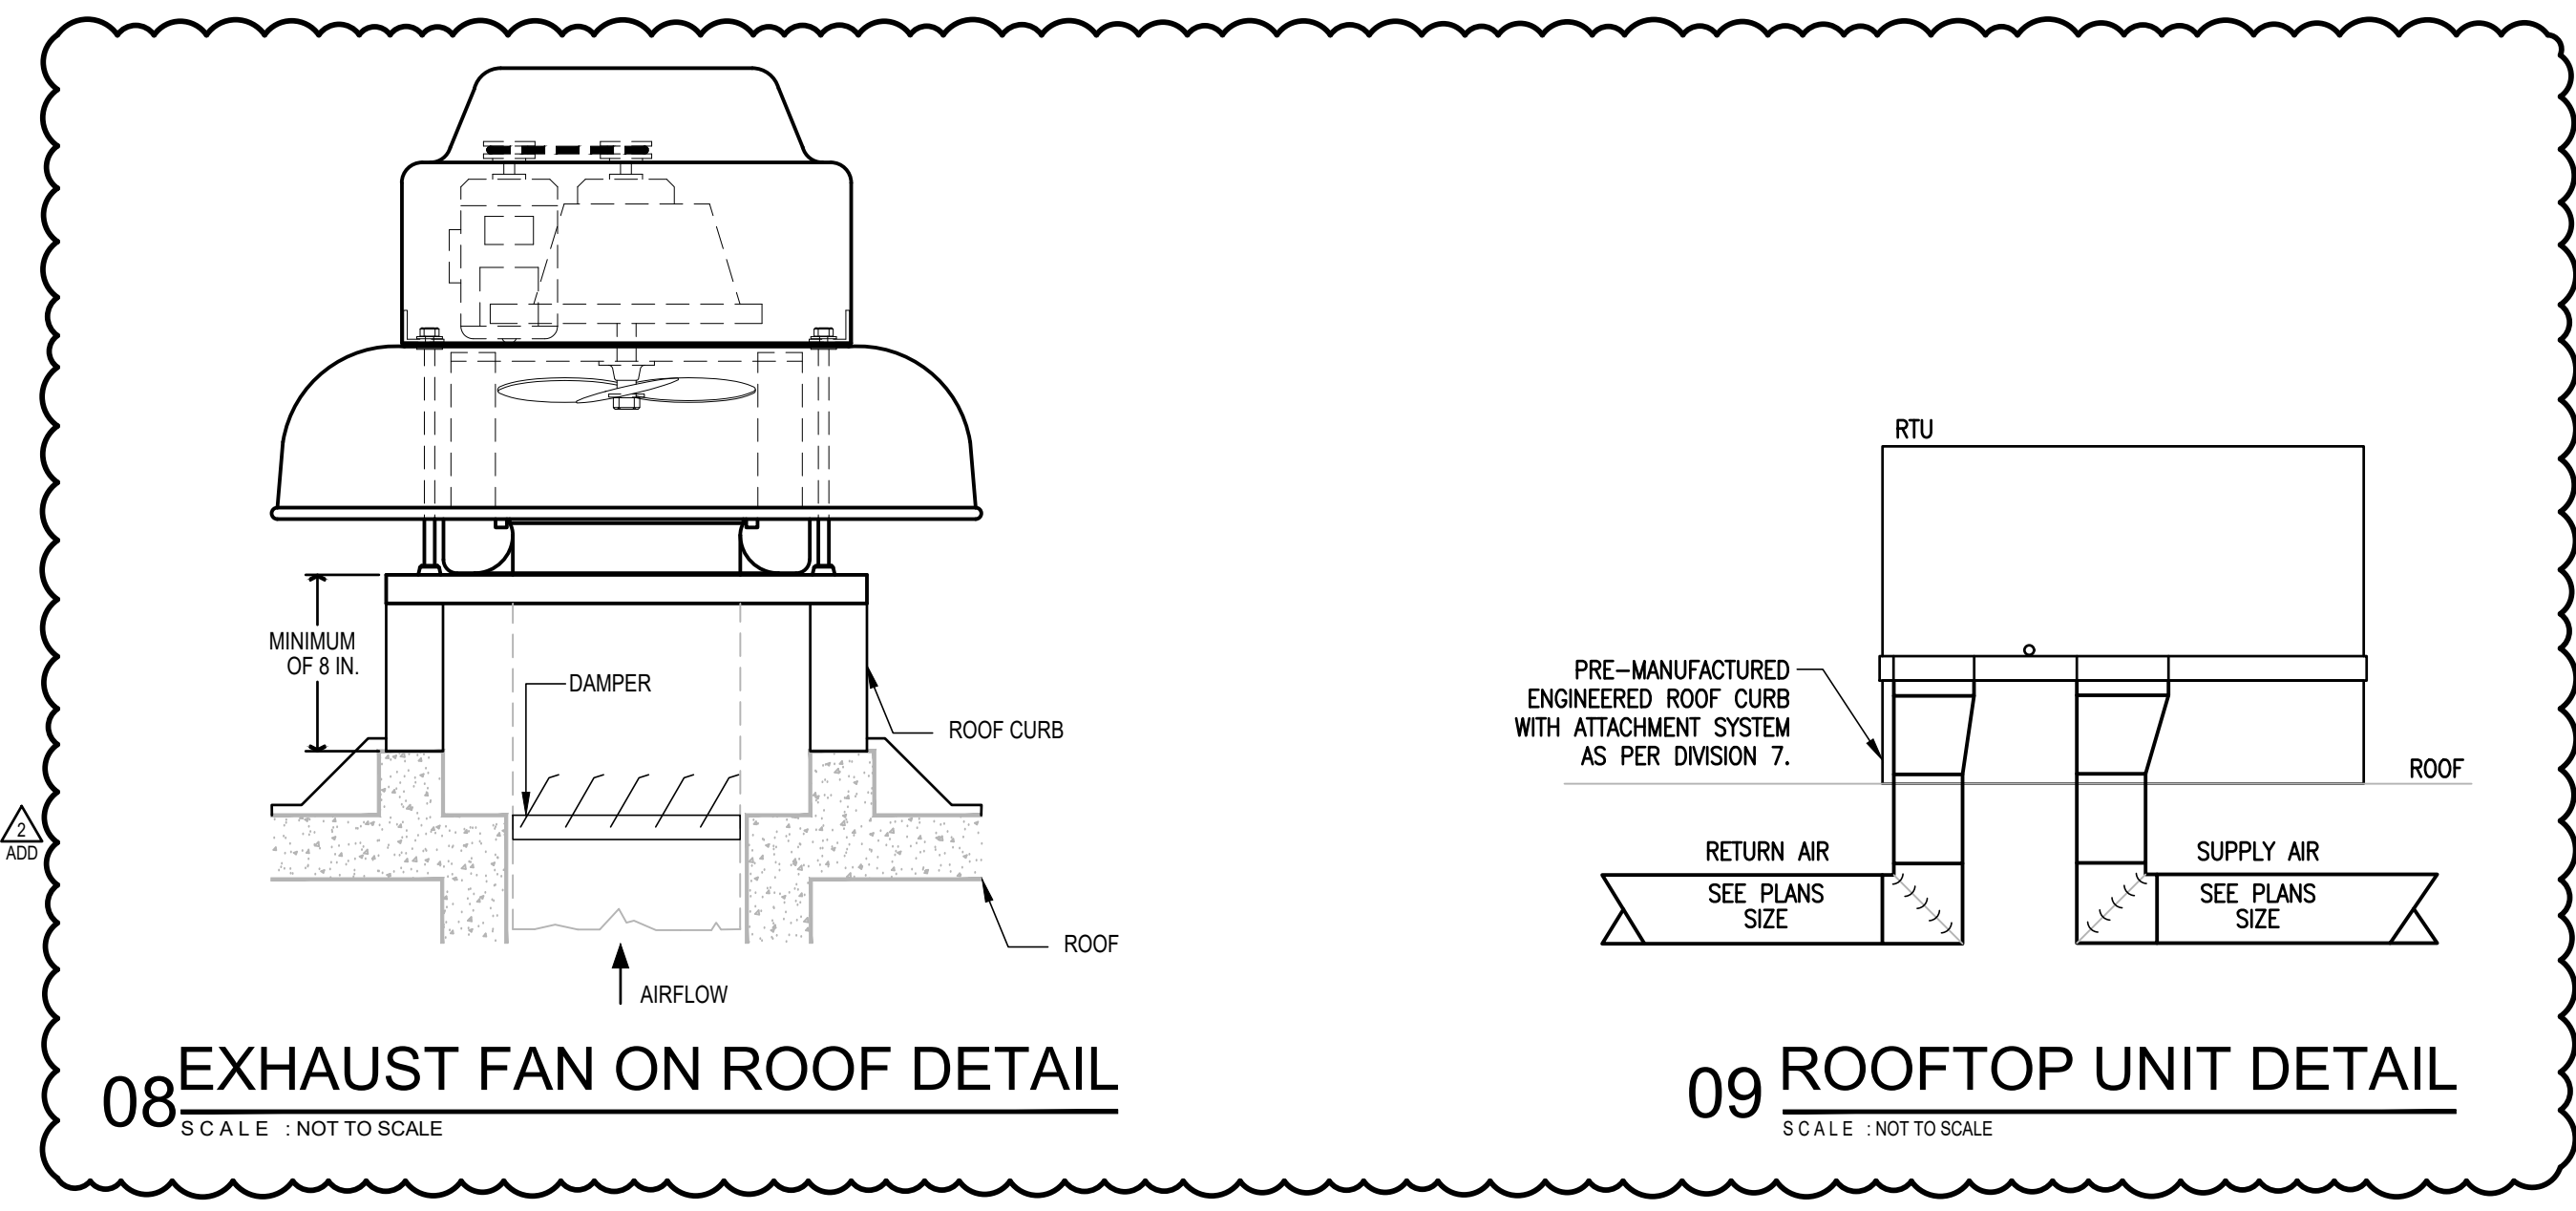 MINIMUM
OF 8 IN.
DAMPER
ROOF CURB
ROOF
AIRFLOW
2
ADD
08 EXHAUST FAN ON ROOF DETAIL
SCALE : NOT TO SCALE
RTU
PRE-MANUFACTURED
ENGINEERED ROOF CURB
WITH ATTACHMENT SYSTEM
AS PER DIVISION 7.
ROOF
RETURN AIR
SEE PLANS
SIZE
SUPPLY AIR
SEE PLANS
SIZE
09 ROOFTOP UNIT DETAIL
SCALE : NOT TO SCALE